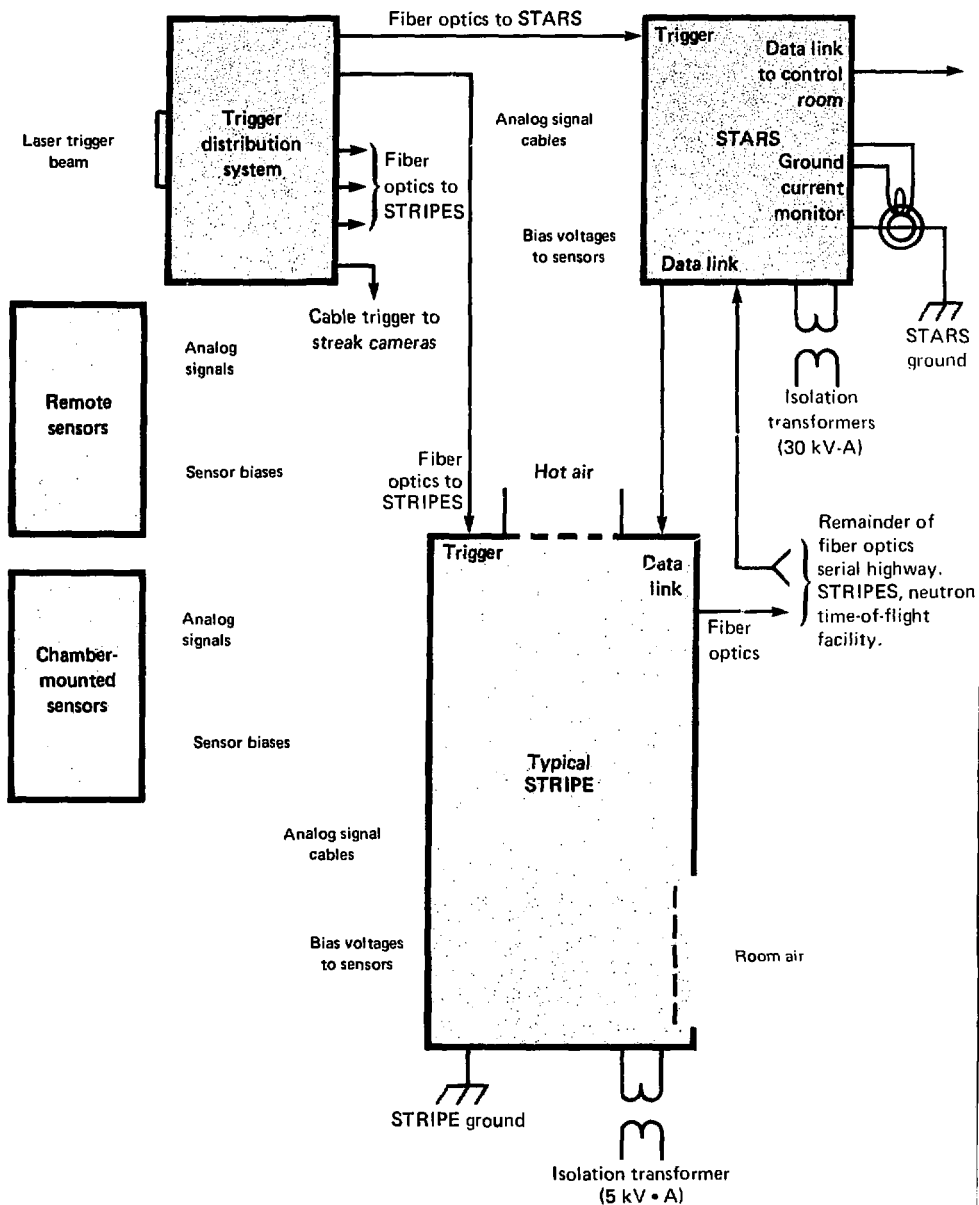 Fiber optics to STARS
Trigger
Data link
to control
room
Laser trigger
beam
Trigger
distribution
system
Fiber
optics to
STRIPES
Analog signal
cables
STARS
Ground
current
monitor
Bias voltages
to sensors
Data link
Cable trigger to
streak cameras
STARS
ground
Isolation
transformers
(30 kV-A)
Remote
sensors
Analog
signals
Sensor biases
Fiber
optics to
STRIPES
Hot air
Trigger
Data
link
Remainder of
fiber optics
serial highway.
STRIPES, neutron
time-of-flight
facility.
Fiber
optics
Chamber-
mounted
sensors
Analog
signals
Sensor biases
Typical
STRIPE
Analog signal
cables
Bias voltages
to sensors
Room air
STRIPE ground
Isolation transformer
(5 kV • A)